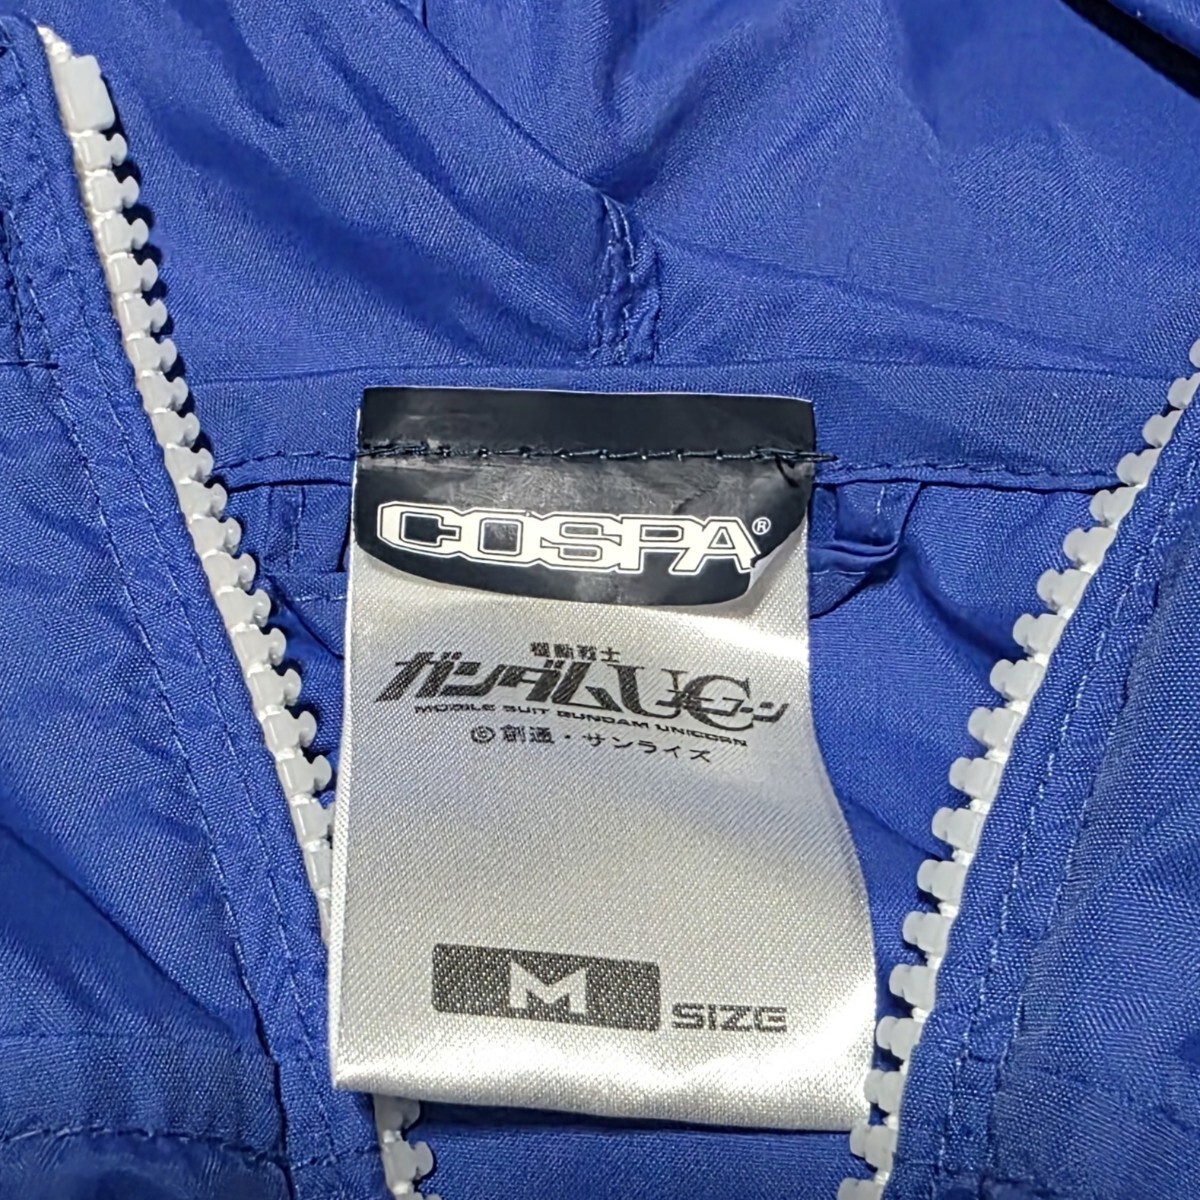 COSPA®
機動戦士
ガンダムUC
ユニコーン
MOBILE SUIT GUNDAM UNICORN
©創通・サンライズ
M SIZE